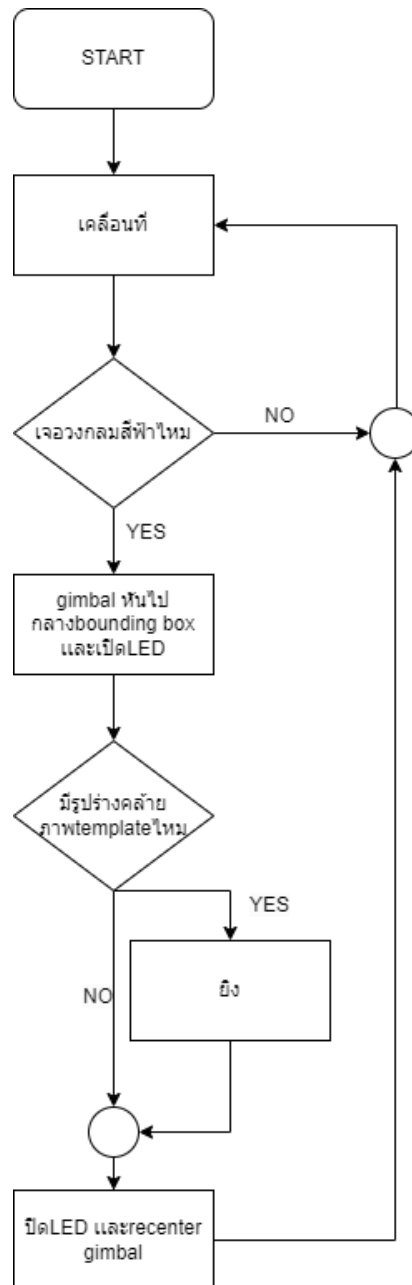 START
เคลื่อนที่
เจอวงกลมสีฟ้าไหม
NO
YES
gimbal หันไป
กลางbounding box
และเปิดLED
มีรูปร่างคล้าย
ภาพtemplateไหม
YES
NO
ยิง
ปิดLED และrecenter
gimbal